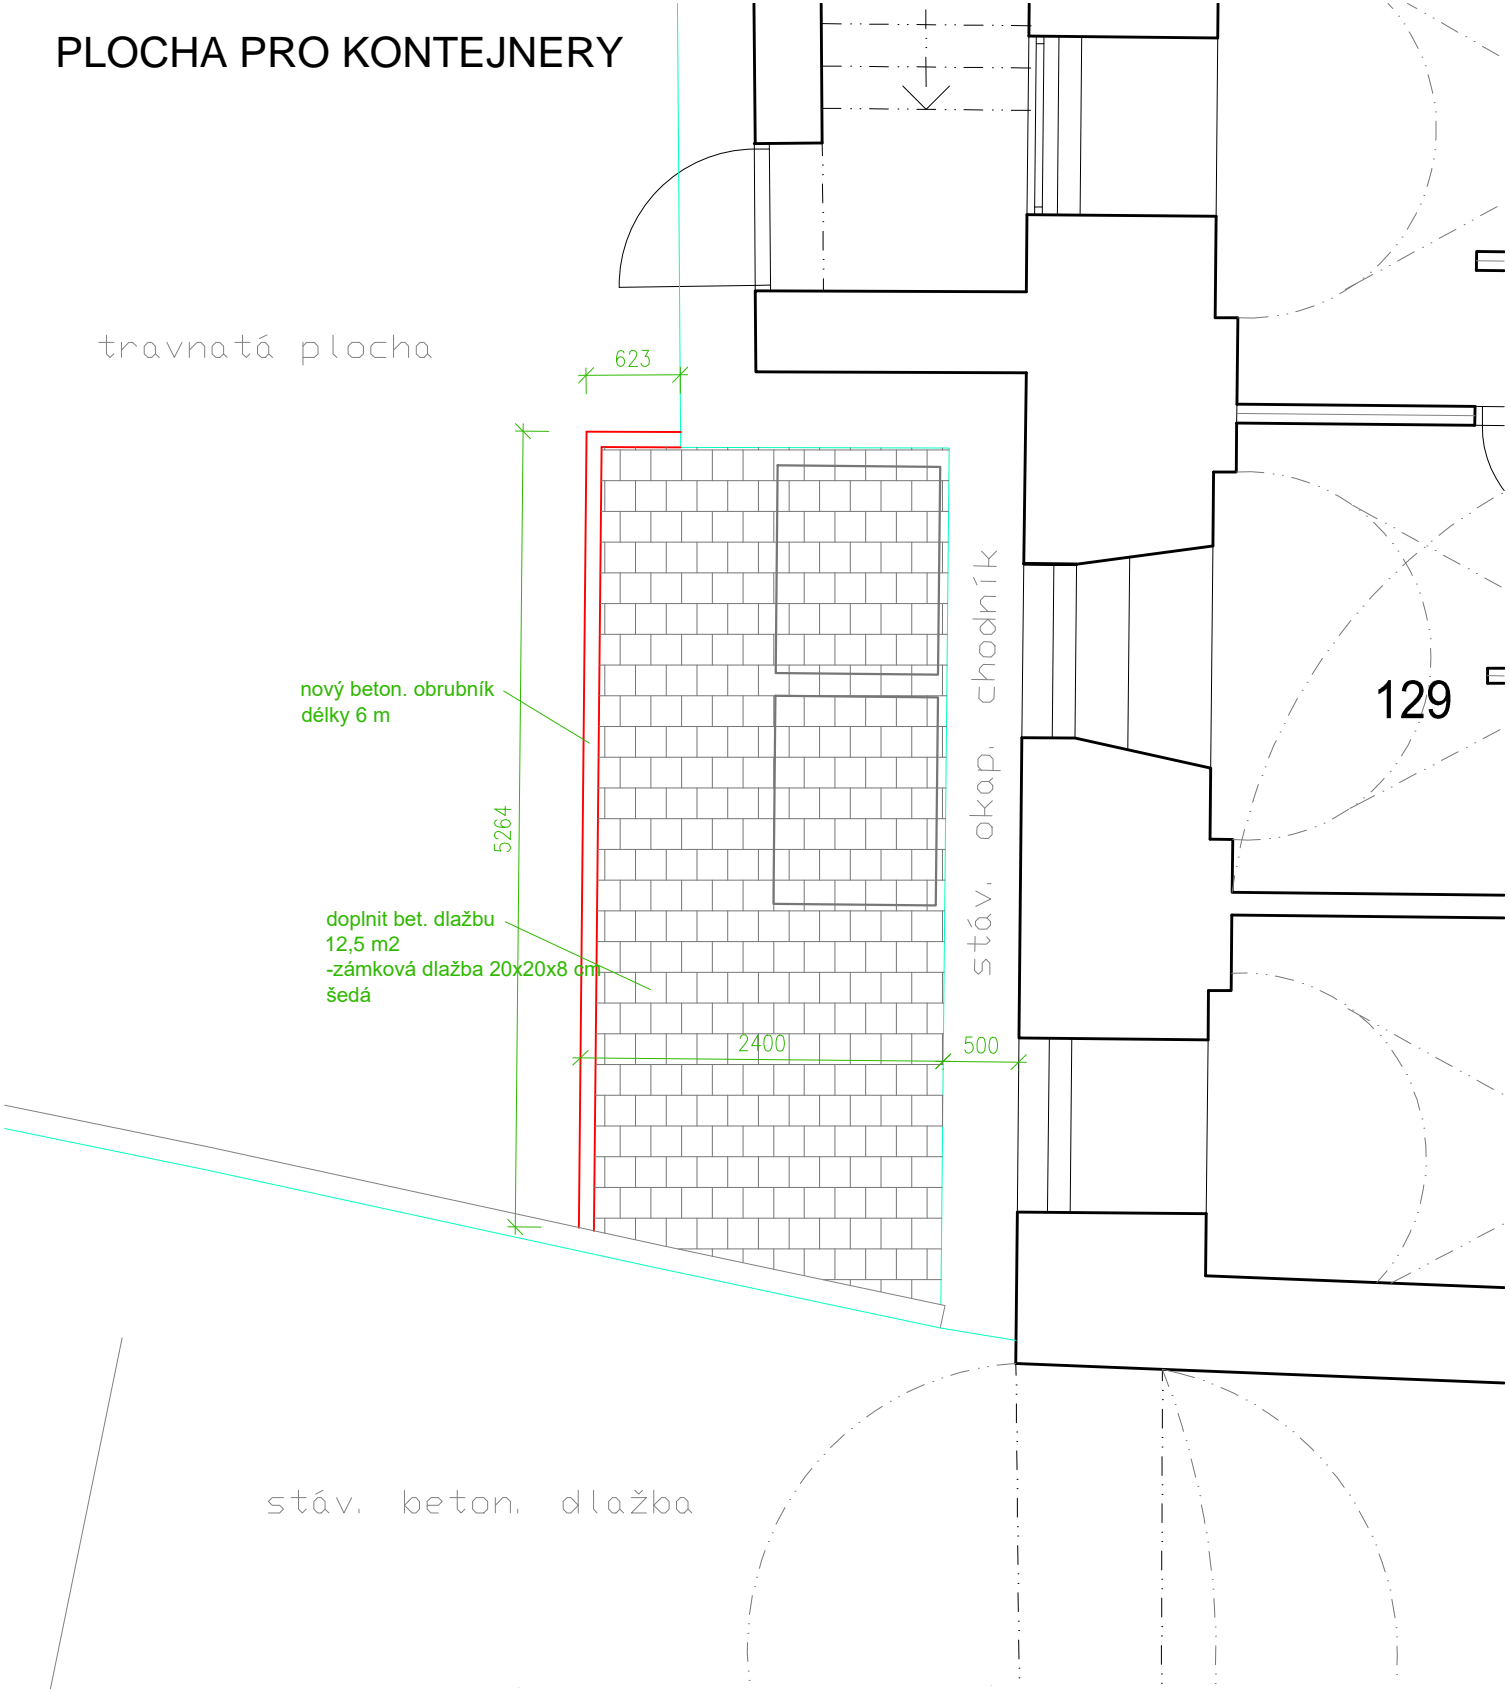 PLOCHA PRO KONTEJNERY
travnatá plocha
623
nový beton. obrubník
délky 6 m
5264
stáv. okap. chodník
129
doplnit bet. dlažbu
12,5 m2
-zámková dlažba 20x20x8 cm
šedá
2400
500
stáv. beton. dlažba